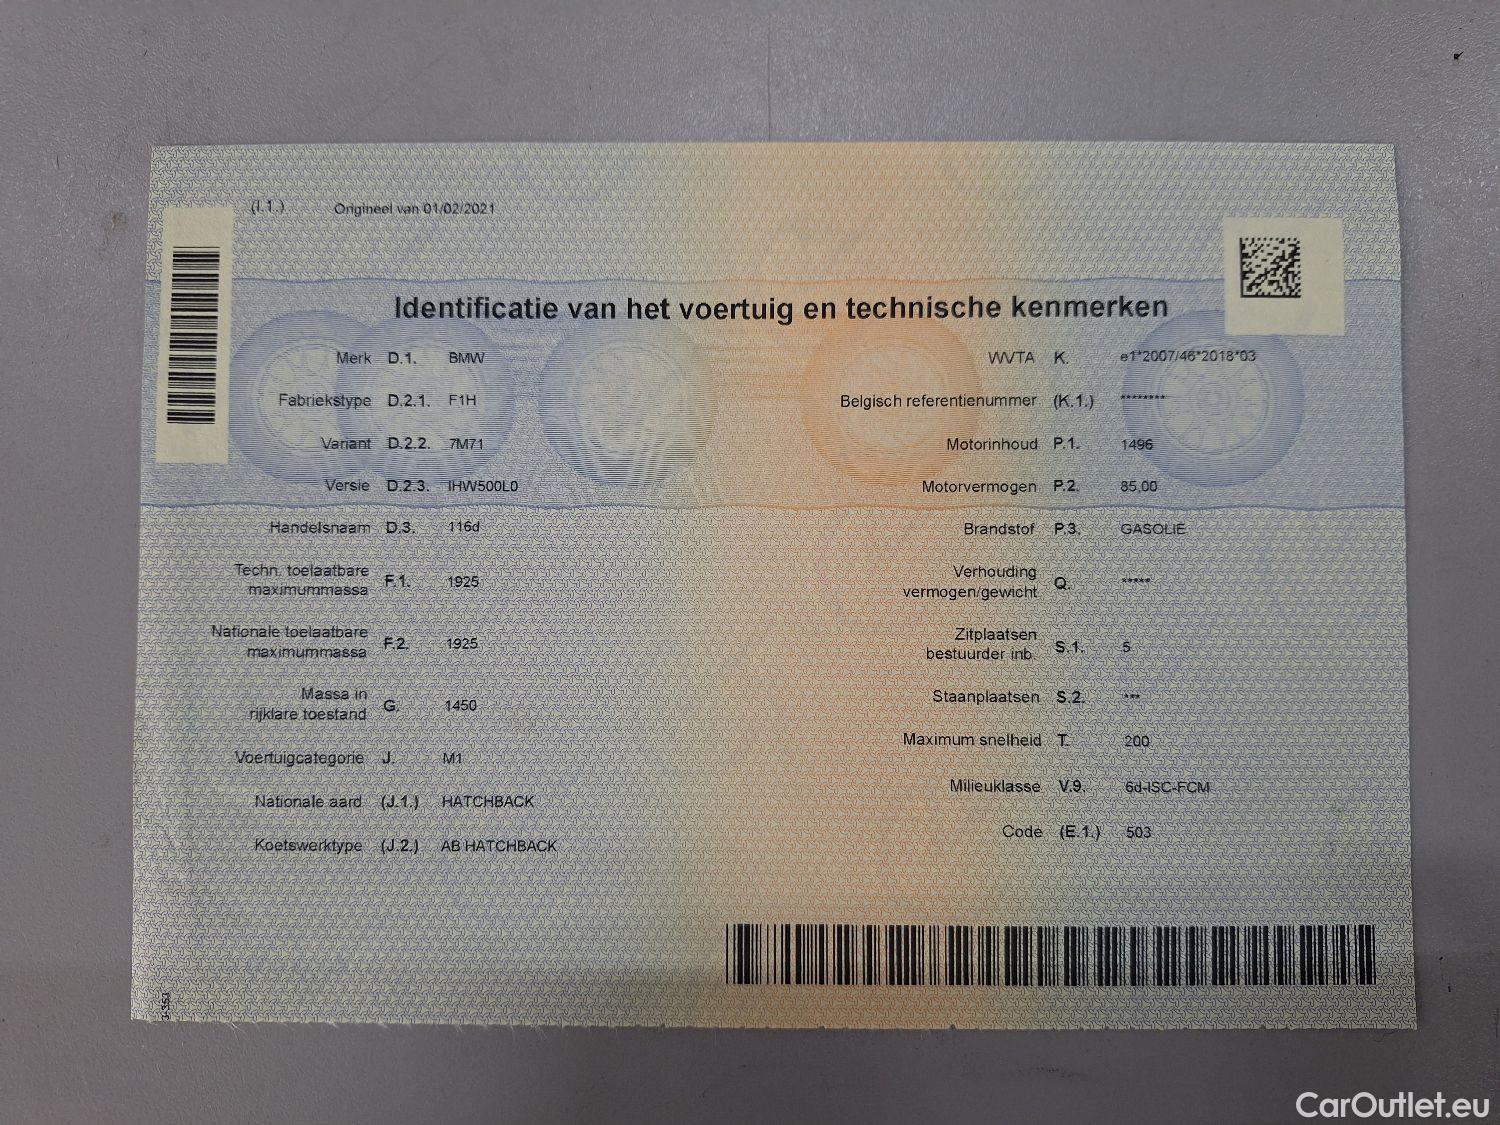 (I.1.) Origineel van 01/02/2021
Identificatie van het voertuig en technische kenmerken
Merk D.1. BMW
Fabriekstype D.2.1. F1H
Variant D.2.2. 7M71
Versie D.2.3. IHW500L0
Handelsnaam D.3. 116d
Techn. toelaatbare
maximummassa F.1. 1925
Nationale toelaatbare
maximummassa F.2. 1925
Massa in
rijklare toestand G. 1450
Voertuigcategorie J. M1
Nationale aard (J.1.) HATCHBACK
Koetswerktype (J.2.) AB HATCHBACK
WVTA K. e1*2007/46*2018*03
Belgisch referentienummer (K.1.) ********
Motorinhoud P.1. 1496
Motorvermogen P.2. 85,00
Brandstof P.3. GASOLIE
Verhouding
vermogen/gewicht Q. *****
Zitplaatsen
bestuurder inb. S.1. 5
Staanplaatsen S.2. ***
Maximum snelheid T. 200
Milieuklasse V.9. 6d-ISC-FCM
Code (E.1.) 503
CarOutlet.eu